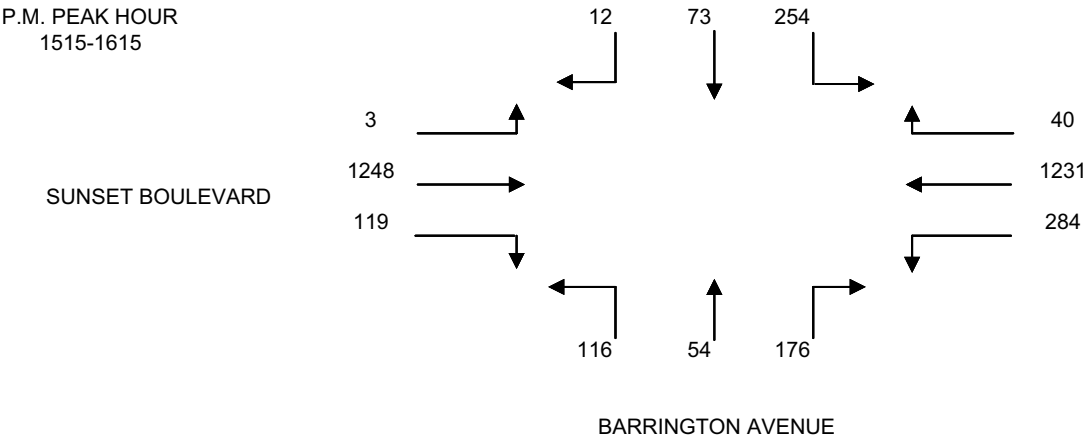 P.M. PEAK HOUR
1515-1615
12 73 254
3 40
1248 1231
SUNSET BOULEVARD
119 284
116 54 176
BARRINGTON AVENUE